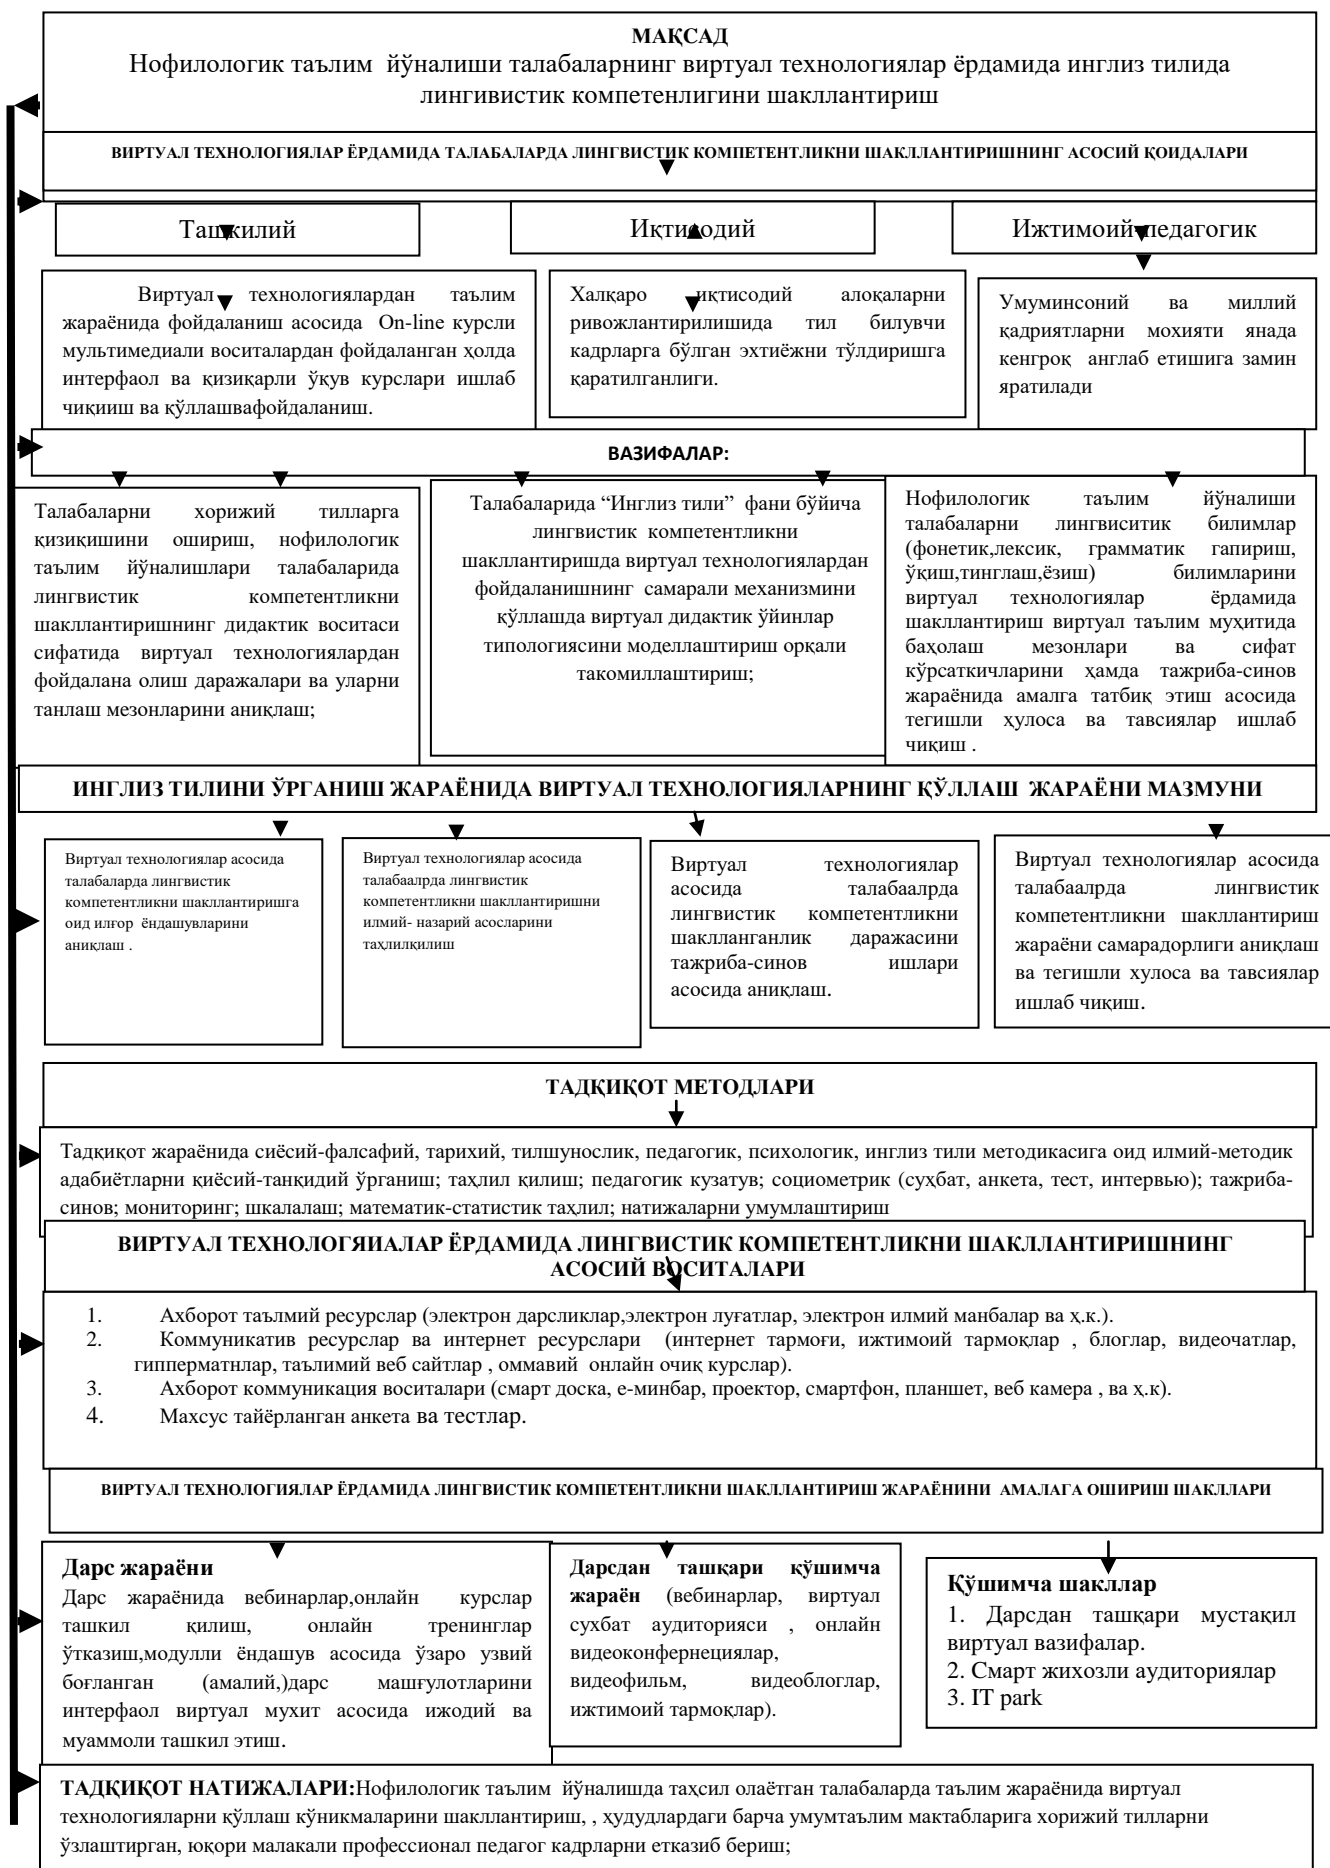 МАҚСАД
Нофилологик таълим йўналиши талабаларнинг виртуал технологиялар ёрдамида инглиз тилида
лингивистик компетенлигини шакллантириш
ВИРТУАЛ ТЕХНОЛОГИЯЛАР ЁРДАМИДА ТАЛАБАЛАРДА ЛИНГВИСТИК КОМПЕТЕНТЛИКНИ ШАКЛЛАНТИРИШНИНГ АСОСИЙ ҚОИДАЛАРИ
Ташкилий
Иқтисодий
Ижтимоий-педагогик
Виртуал технологиялардан таълим
жараёнида фойдаланиш асосида On-line курсли
мультимедиали воситалардан фойдаланган ҳолда
интерфаол ва қизиқарли ўқув курслари ишлаб
чиқииш ва қўллашвафойдаланиш.
Халқаро иқтисодий алоқаларни
ривожлантирилишида тил билувчи
кадрларга бўлган эхтиёжни тўлдиришга
қаратилганлиги.
Умуминсоний ва миллий
қадриятларни мохияти янада
кенгроқ англаб етишига замин
яратилади
ВАЗИФАЛАР:
Талабаларни хорижий тилларга
қизиқишини ошириш, нофилологик
таълим йўналишлари талабаларида
лингвистик компетентликни
шакллантиришнинг дидактик воситаси
сифатида виртуал технологиялардан
фойдалана олиш даражалари ва уларни
танлаш мезонларини аниқлаш;
Талабаларида “Инглиз тили” фани бўйича
лингвистик компетентликни
шакллантиришда виртуал технологиялардан
фойдаланишнинг самарали механизмини
қўллашда виртуал дидактик ўйинлар
типологиясини моделлаштириш орқали
такомиллаштириш;
Нофилологик таълим йўналиши
талабаларни лингвиситик билимлар
(фонетик,лексик, грамматик гапириш,
ўқиш,тинглаш,ёзиш) билимларини
виртуал технологиялар ёрдамида
шакллантириш виртуал таълим муҳитида
баҳолаш мезонлари ва сифат
кўрсаткичларини ҳамда тажриба-синов
жараёнида амалга татбиқ этиш асосида
тегишли ҳулоса ва тавсиялар ишлаб
чиқиш .
ИНГЛИЗ ТИЛИНИ ЎРГАНИШ ЖАРАЁНИДА ВИРТУАЛ ТЕХНОЛОГИЯЛАРНИНГ ҚЎЛЛАШ ЖАРАЁНИ МАЗМУНИ
Виртуал технологиялар асосида
талабаларда лингвистик
компетентликни шакллантиришга
оид илғор ёндашувларини
аниқлаш .
Виртуал технологиялар асосида
талабаалрда лингвистик
компетентликни шакллантиришни
илмий- назарий асосларини
таҳлилқилиш
Виртуал технологиялар
асосида талабаалрда
лингвистик компетентликни
шаклланганлик даражасини
тажриба-синов ишлари
асосида аниқлаш.
Виртуал технологиялар асосида
талабаалрда лингвистик
компетентликни шакллантириш
жараёни самарадорлиги аниқлаш
ва тегишли хулоса ва тавсиялар
ишлаб чиқиш.
ТАДҚИҚОТ МЕТОДЛАРИ
Тадқиқот жараёнида сиёсий-фалсафий, тарихий, тилшунослик, педагогик, психологик, инглиз тили методикасига оид илмий-методик
адабиётларни қиёсий-танқидий ўрганиш; таҳлил қилиш; педагогик кузатув; социометрик (суҳбат, анкета, тест, интервью); тажриба-
синов; мониторинг; шкалалаш; математик-статистик таҳлил; натижаларни умумлаштириш
ВИРТУАЛ ТЕХНОЛОГЯИАЛАР ЁРДАМИДА ЛИНГВИСТИК КОМПЕТЕНТЛИКНИ ШАКЛЛАНТИРИШНИНГ
АСОСИЙ ВОСИТАЛАРИ
1. Ахборот таълмий ресурслар (электрон дарсликлар,электрон луғатлар, электрон илмий манбалар ва ҳ.к.).
2. Коммуникатив ресурслар ва интернет ресурслари (интернет тармоғи, ижтимоий тармоқлар , блоглар, видеочатлар,
гипперматнлар, таълимий веб сайтлар , оммавий онлайн очиқ курслар).
3. Ахборот коммуникация воситалари (смарт доска, е-минбар, проектор, смартфон, планшет, веб камера , ва ҳ.к).
4. Махсус тайёрланган анкета ва тестлар.
ВИРТУАЛ ТЕХНОЛОГИЯЛАР ЁРДАМИДА ЛИНГВИСТИК КОМПЕТЕНТЛИКНИ ШАКЛЛАНТИРИШ ЖАРАЁНИНИ АМАЛАГА ОШИРИШ ШАКЛЛАРИ
Дарс жараёни
Дарс жараёнида вебинарлар,онлайн курслар
ташкил қилиш, онлайн тренинглар
ўтказиш,модулли ёндашув асосида ўзаро узвий
боғланган (амалий,)дарс машғулотларини
интерфаол виртуал мухит асосида ижодий ва
муаммоли ташкил этиш.
Дарсдан ташқари қўшимча
жараён (вебинарлар, виртуал
сухбат аудиторияси , онлайн
видеоконфернециялар,
видеофильм, видеоблоглар,
ижтимоий тармоқлар).
Қўшимча шакллар
1. Дарсдан ташқари мустақил
виртуал вазифалар.
2. Смарт жихозли аудиториялар
3. IT park
ТАДҚИҚОТ НАТИЖАЛАРИ:Нофилологик таълим йўналишда таҳсил олаётган талабаларда таълим жараёнида виртуал
технологияларни қўллаш кўникмаларини шакллантириш, , ҳудудлардаги барча умумтаълим мактабларига хорижий тилларни
ўзлаштирган, юқори малакали профессионал педагог кадрларни етказиб бериш;